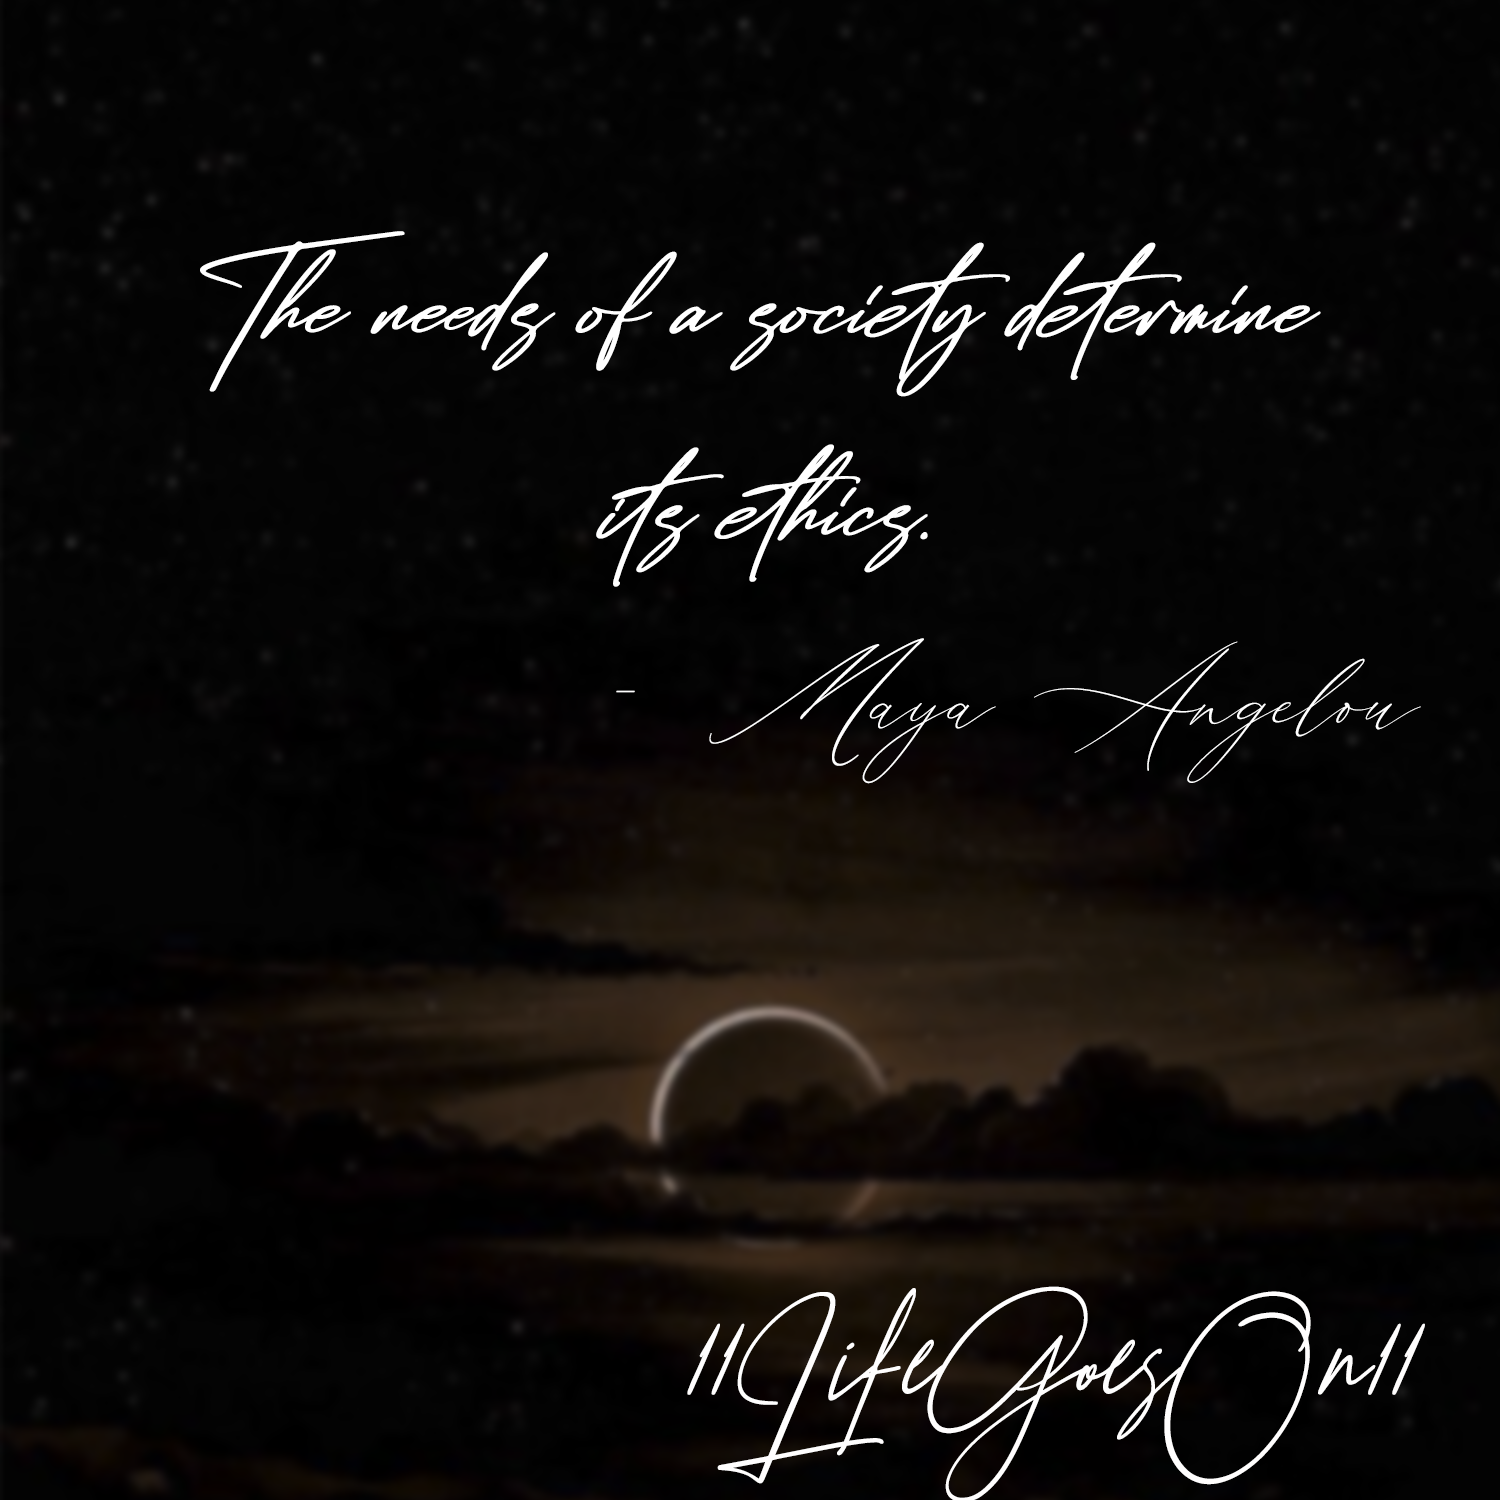 The needs of a society determine
its ethics.
- Maya Angelou
11LifeGoesOn11